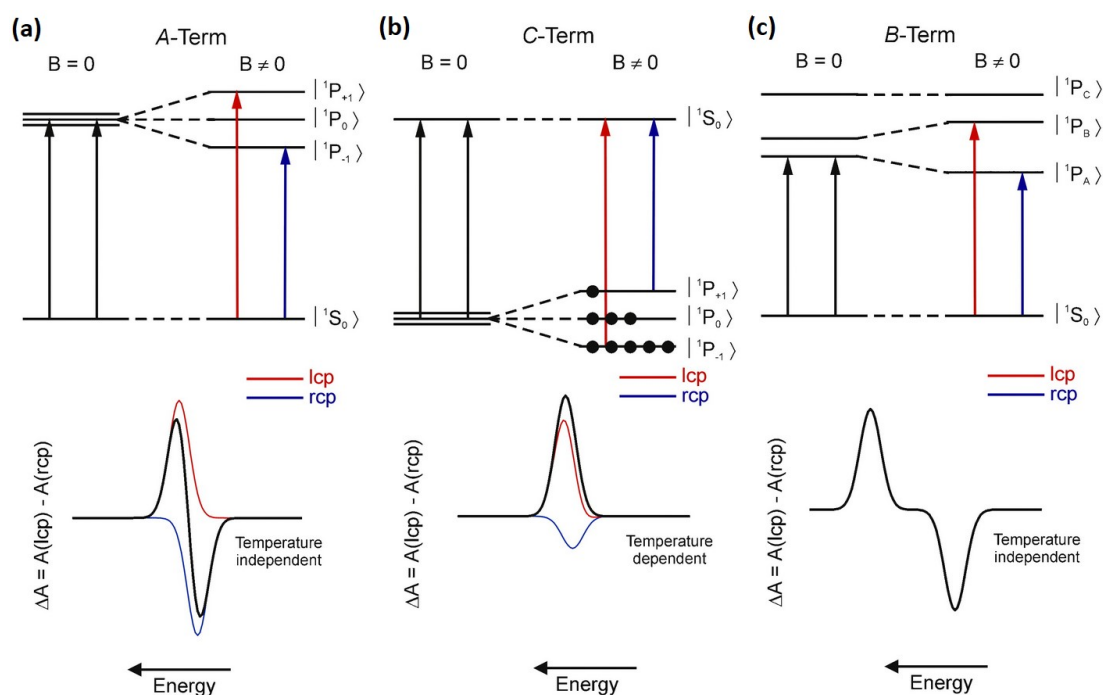 (a)
A-Term
B = 0
B ≠ 0
| ¹P₊₁ ⟩
| ¹P₀ ⟩
| ¹P₋₁ ⟩
| ¹S₀ ⟩
lcp
rcp
ΔA = A(lcp) - A(rcp)
Temperature
independent
Energy
(b)
C-Term
B = 0
B ≠ 0
| ¹S₀ ⟩
| ¹P₊₁ ⟩
| ¹P₀ ⟩
| ¹P₋₁ ⟩
lcp
rcp
ΔA = A(lcp) - A(rcp)
Temperature
dependent
Energy
(c)
B-Term
B = 0
B ≠ 0
| ¹P_C ⟩
| ¹P_B ⟩
| ¹P_A ⟩
| ¹S₀ ⟩
lcp
rcp
ΔA = A(lcp) - A(rcp)
Temperature
independent
Energy